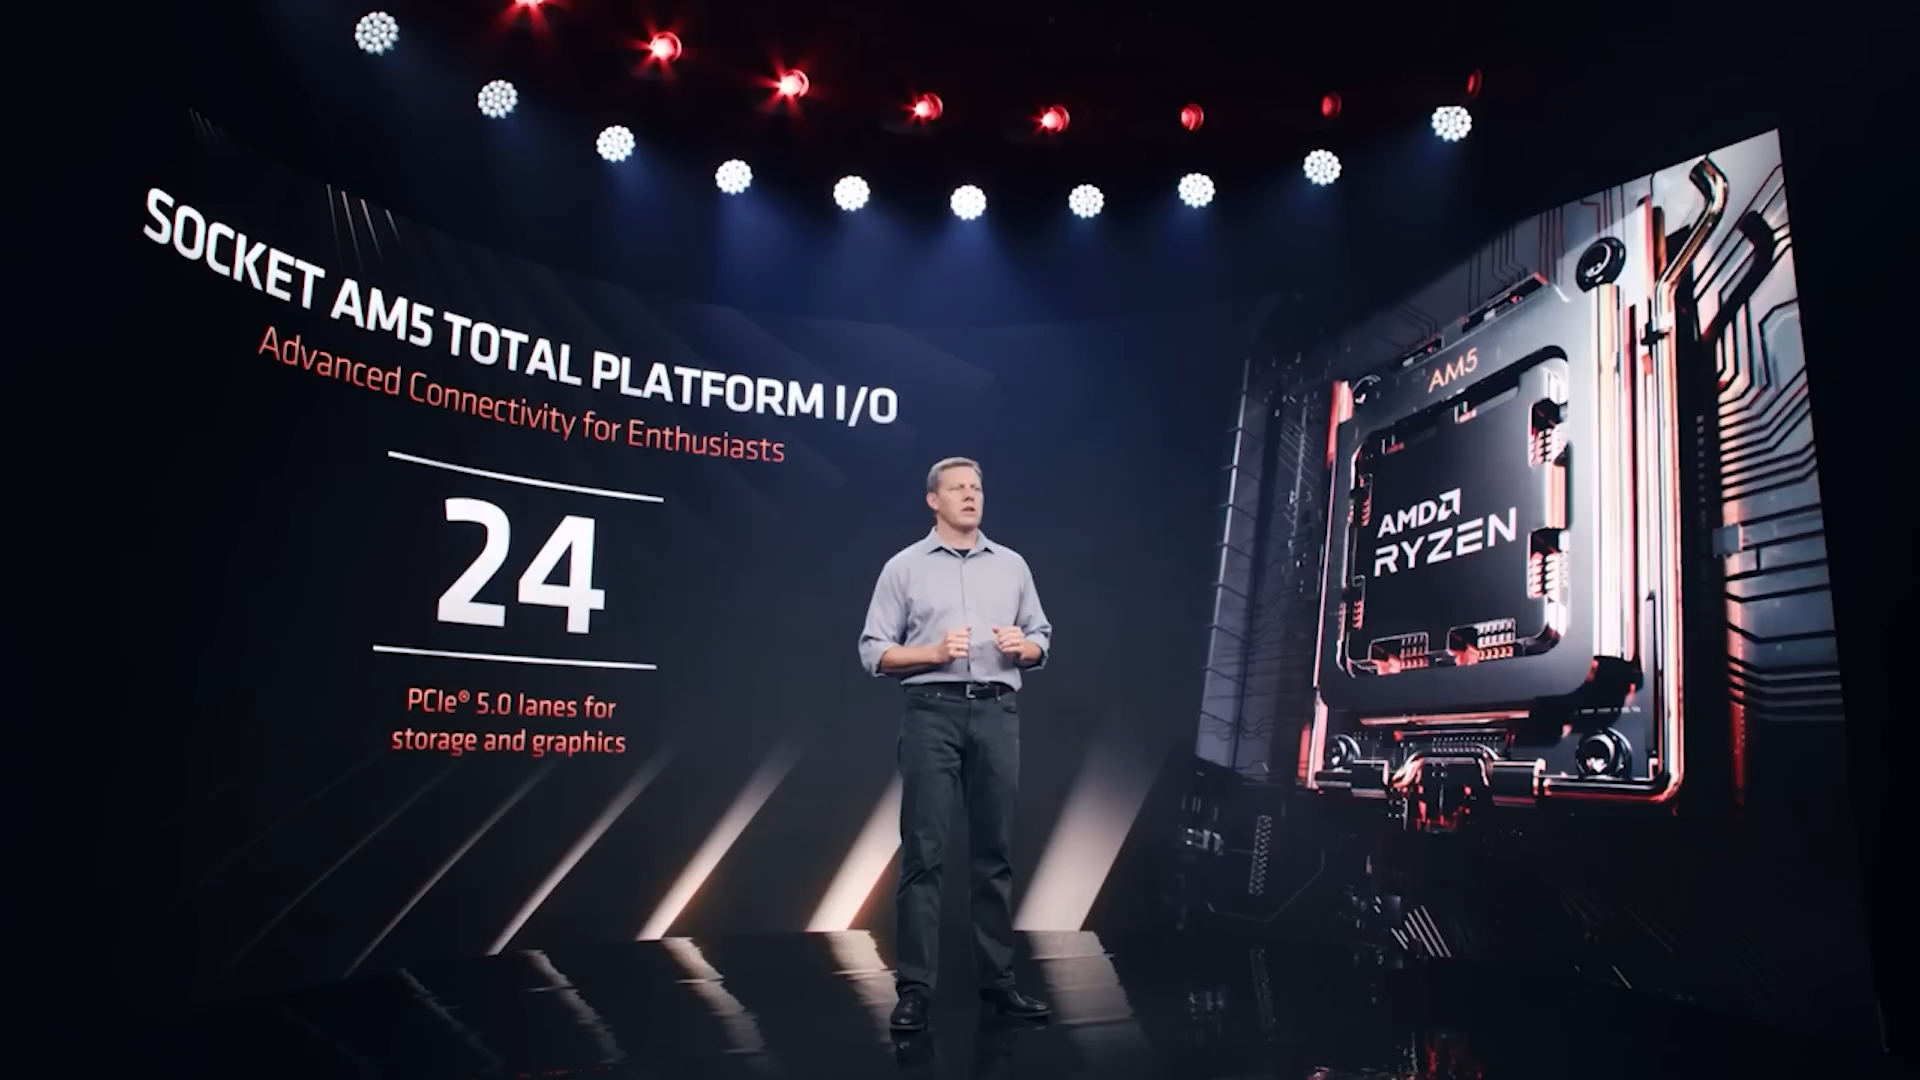 SOCKET AM5 TOTAL PLATFORM I/O
Advanced Connectivity for Enthusiasts
24
PCIe® 5.0 lanes for
storage and graphics
AM5
AMD
RYZEN